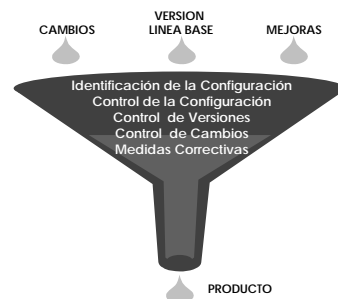 CAMBIOS
VERSION
LINEA BASE
MEJORAS
Identificación de la Configuración
Control de la Configuración
Control de Versiones
Control de Cambios
Medidas Correctivas
PRODUCTO